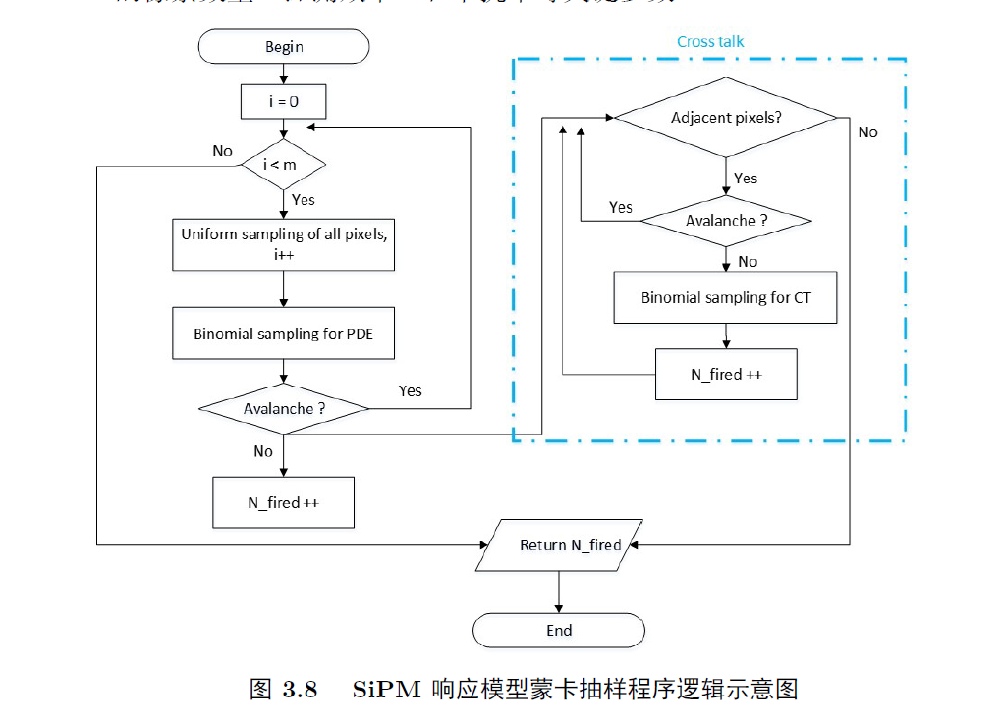 Cross talk
Begin
i = 0
Adjacent pixels?
No
No
i < m
Yes
Yes
Uniform sampling of all pixels,
i++
Yes
Avalanche ?
No
Binomial sampling for CT
Binomial sampling for PDE
N_fired ++
Yes
Avalanche ?
No
N_fired ++
Return N_fired
End
图 3.8 SiPM 响应模型蒙卡抽样程序逻辑示意图